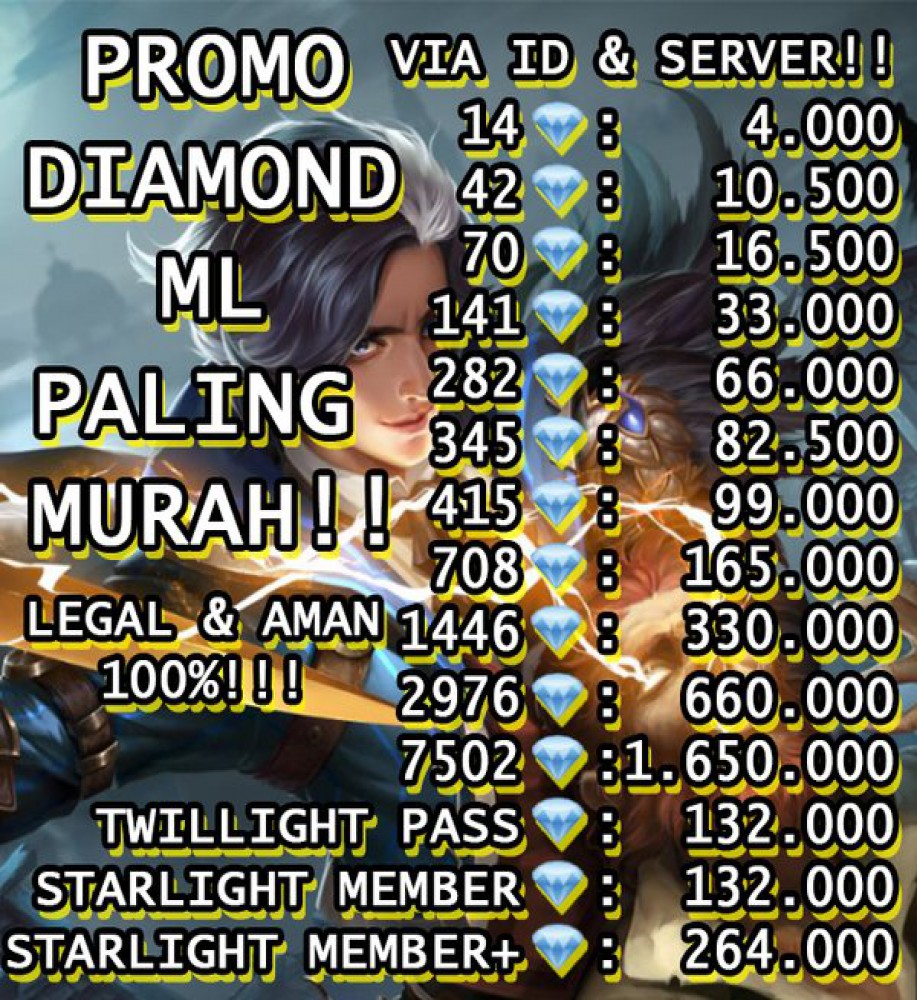 PROMO
DIAMOND
ML
PALING
MURAH!!
LEGAL & AMAN
100%!!!
VIA ID & SERVER!!
14 💎: 4.000
42 💎: 10.500
70 💎: 16.500
141 💎: 33.000
282 💎: 66.000
345 💎: 82.500
415 💎: 99.000
708 💎: 165.000
1446 💎: 330.000
2976 💎: 660.000
7502 💎:1.650.000
TWILLIGHT PASS 💎: 132.000
STARLIGHT MEMBER 💎: 132.000
STARLIGHT MEMBER+ 💎: 264.000